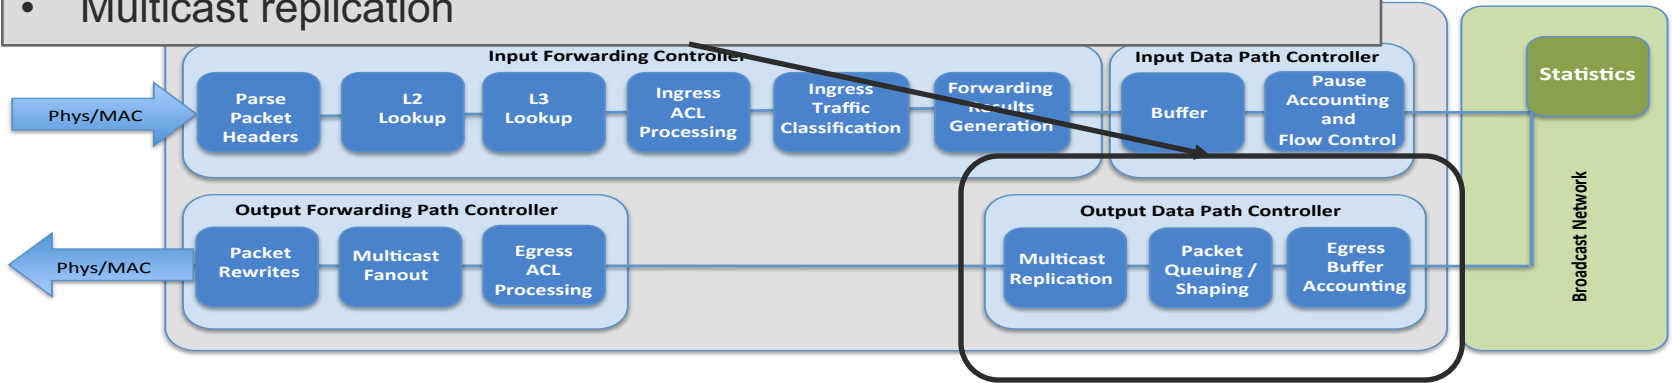 • Multicast replication
Input Forwarding Controller
Input Data Path Controller
Phys/MAC
Parse
Packet
Headers
L2
Lookup
L3
Lookup
Ingress
ACL
Processing
Ingress
Traffic
Classification
Forwarding
Results
Generation
Buffer
Pause
Accounting
and
Flow Control
Statistics
Broadcast Network
Output Forwarding Path Controller
Output Data Path Controller
Phys/MAC
Packet
Rewrites
Multicast
Fanout
Egress
ACL
Processing
Multicast
Replication
Packet
Queuing /
Shaping
Egress
Buffer
Accounting